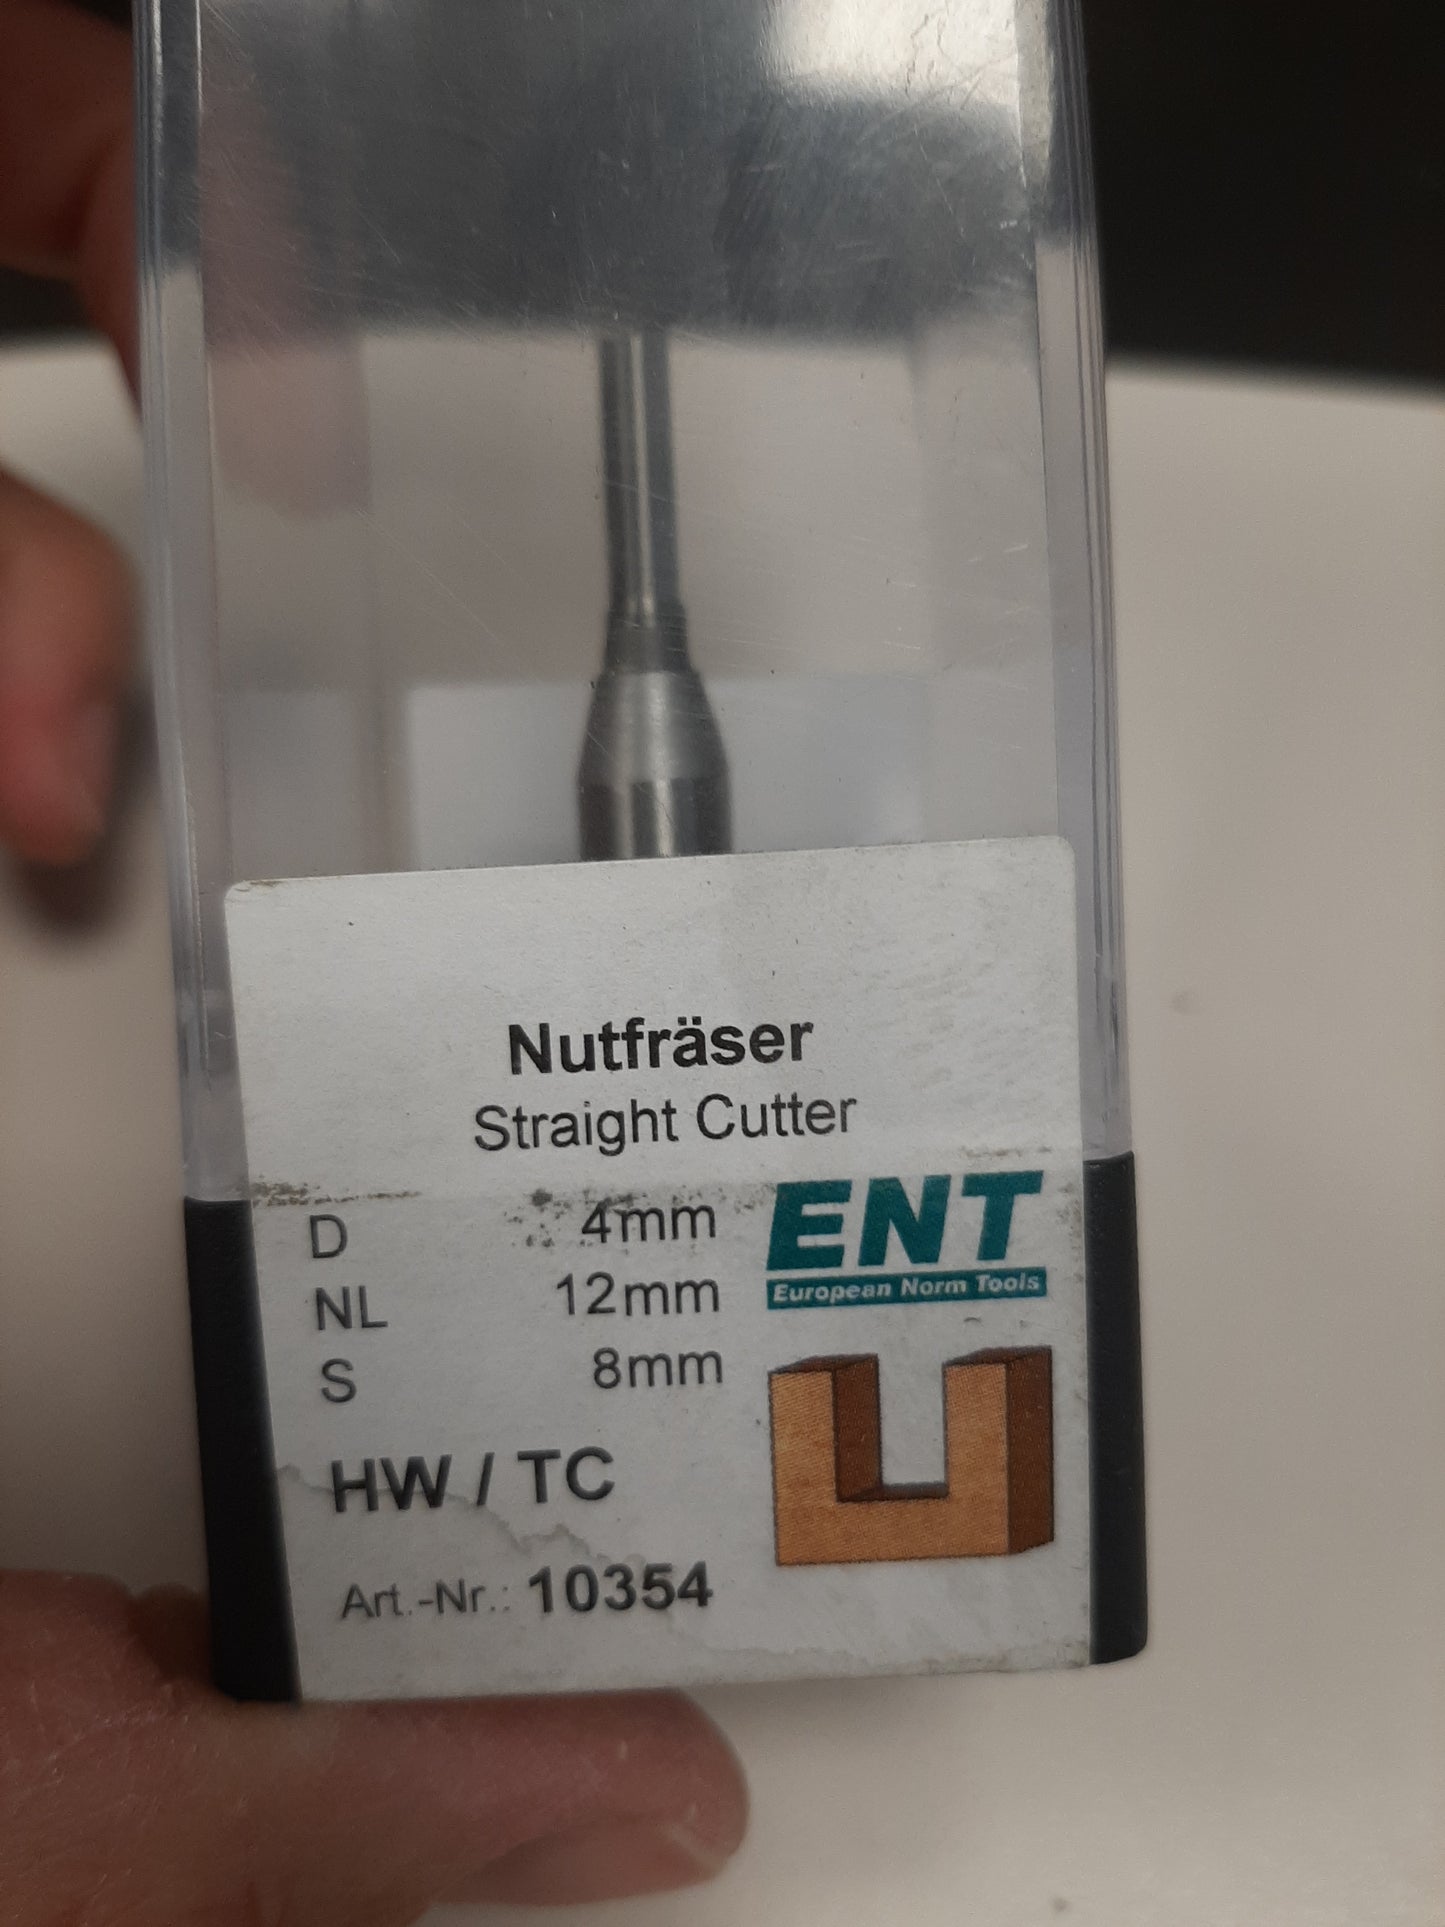 Nutfräser
Straight Cutter
D 4mm
NL 12mm
S 8mm
ENT
European Norm Tools
HW / TC
Art.-Nr.: 10354